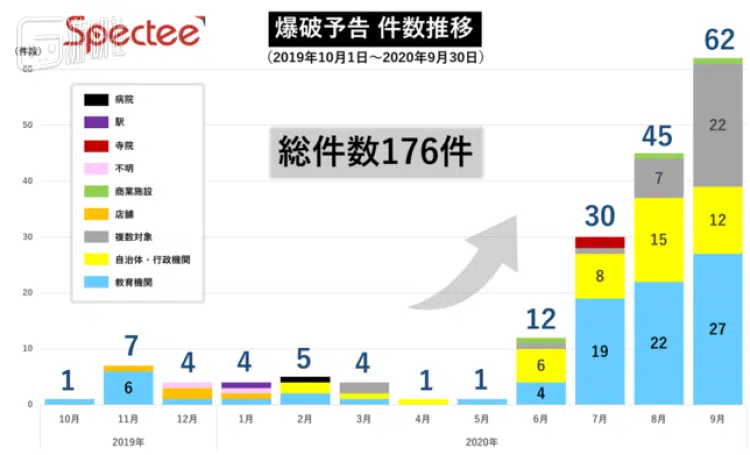 Spectee
爆破予告 件数推移
（2019年10月1日～2020年9月30日）
（件数）
総件数176件
病院
駅
寺院
不明
商業施設
店舗
複数対象
自治体・行政機関
教育機関
60
50
40
30
20
10
0
1
7
6
4
4
5
4
1
1
12
6
4
30
8
19
45
7
15
22
62
22
12
27
10月
11月
12月
1月
2月
3月
4月
5月
6月
7月
8月
9月
2019年
2020年